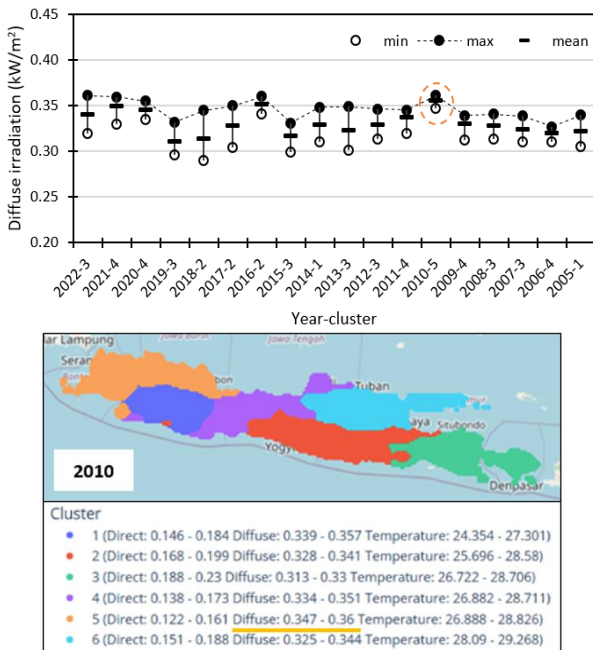 0.45
0.40
0.35
0.30
0.25
0.20
Diffuse irradiation (kW/m²)
min max mean
2022-3 2021-4 2020-4 2019-3 2018-2 2017-2 2016-2 2015-3 2014-1 2013-3 2012-3 2011-4 2010-5 2009-4 2008-3 2007-3 2006-4 2005-1
Year-cluster
lar Lampung Jawa Barat Jawa Tengah
Seran
bon Tuban
aya Situbondo
Yogy
2010
Denpasar
Cluster
1 (Direct: 0.146 - 0.184 Diffuse: 0.339 - 0.357 Temperature: 24.354 - 27.301)
2 (Direct: 0.168 - 0.199 Diffuse: 0.328 - 0.341 Temperature: 25.696 - 28.58)
3 (Direct: 0.188 - 0.23 Diffuse: 0.313 - 0.33 Temperature: 26.722 - 28.706)
4 (Direct: 0.138 - 0.173 Diffuse: 0.334 - 0.351 Temperature: 26.882 - 28.711)
5 (Direct: 0.122 - 0.161 Diffuse: 0.347 - 0.36 Temperature: 26.888 - 28.826)
6 (Direct: 0.151 - 0.188 Diffuse: 0.325 - 0.344 Temperature: 28.09 - 29.268)